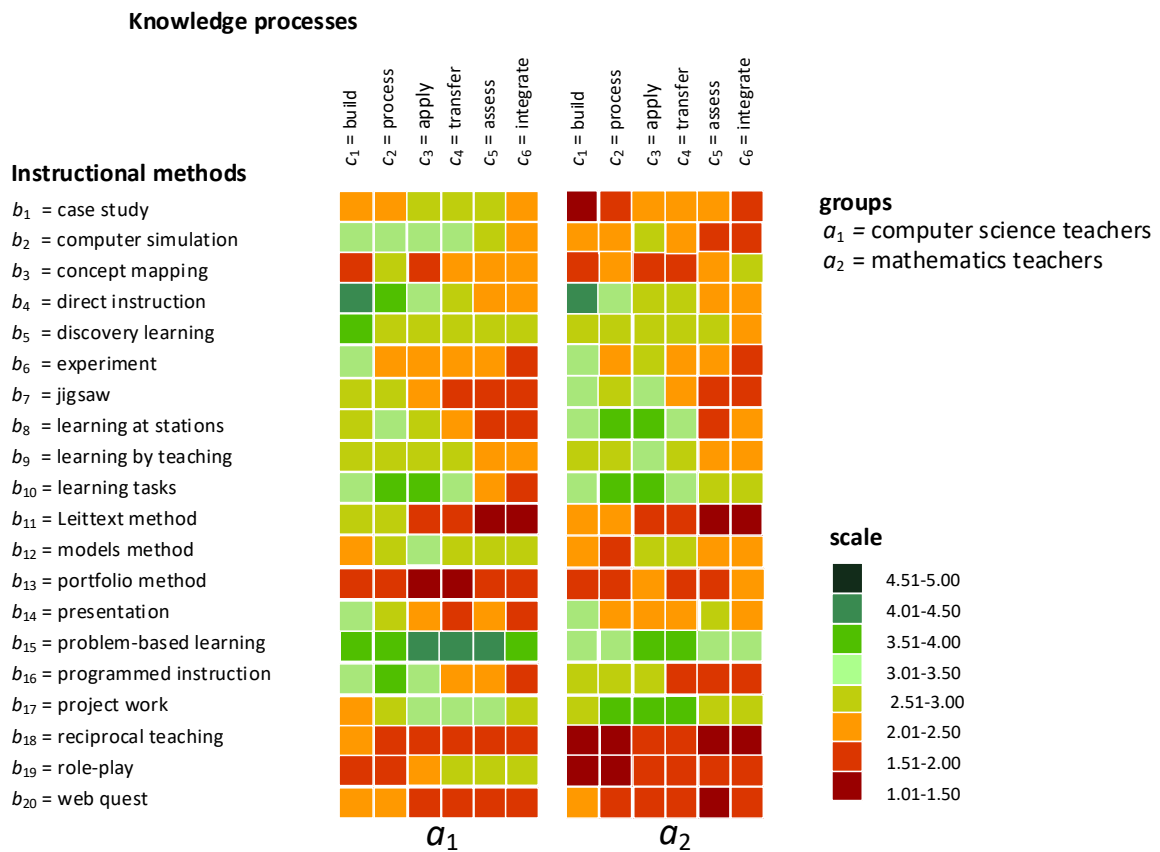 Knowledge processes
c1 = build
c2 = process
c3 = apply
c4 = transfer
c5 = assess
c6 = integrate
c1 = build
c2 = process
c3 = apply
c4 = transfer
c5 = assess
c6 = integrate
Instructional methods
b1 = case study
b2 = computer simulation
b3 = concept mapping
b4 = direct instruction
b5 = discovery learning
b6 = experiment
b7 = jigsaw
b8 = learning at stations
b9 = learning by teaching
b10 = learning tasks
b11 = Leittext method
b12 = models method
b13 = portfolio method
b14 = presentation
b15 = problem-based learning
b16 = programmed instruction
b17 = project work
b18 = reciprocal teaching
b19 = role-play
b20 = web quest
a1
a2
groups
a1 = computer science teachers
a2 = mathematics teachers
scale
4.51-5.00
4.01-4.50
3.51-4.00
3.01-3.50
2.51-3.00
2.01-2.50
1.51-2.00
1.01-1.50